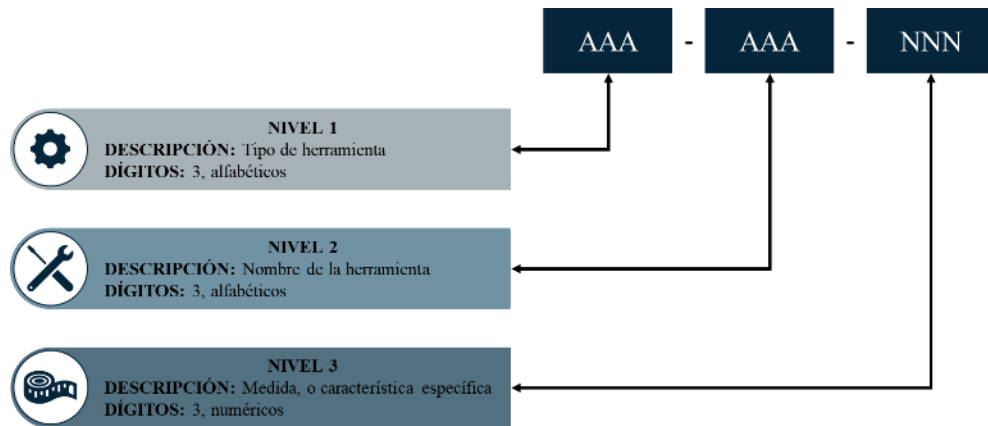 AAA - AAA - NNN
NIVEL 1
DESCRIPCIÓN: Tipo de herramienta
DÍGITOS: 3, alfabéticos
NIVEL 2
DESCRIPCIÓN: Nombre de la herramienta
DÍGITOS: 3, alfabéticos
NIVEL 3
DESCRIPCIÓN: Medida, o característica específica
DÍGITOS: 3, numéricos